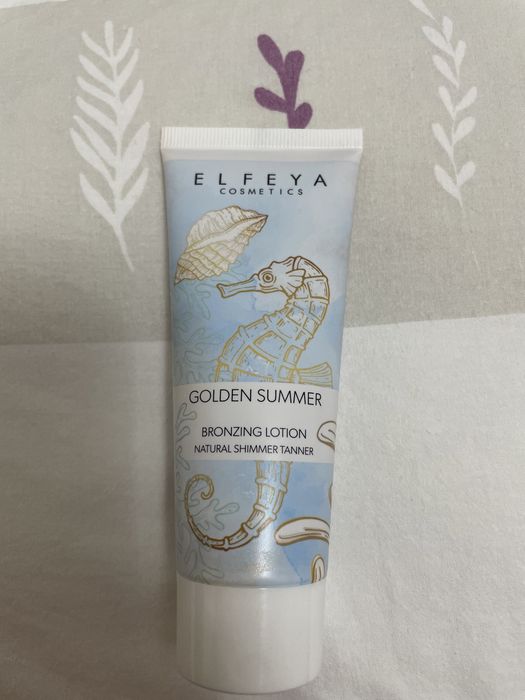 ELFEYA
COSMETICS
GOLDEN SUMMER
BRONZING LOTION
NATURAL SHIMMER TANNER